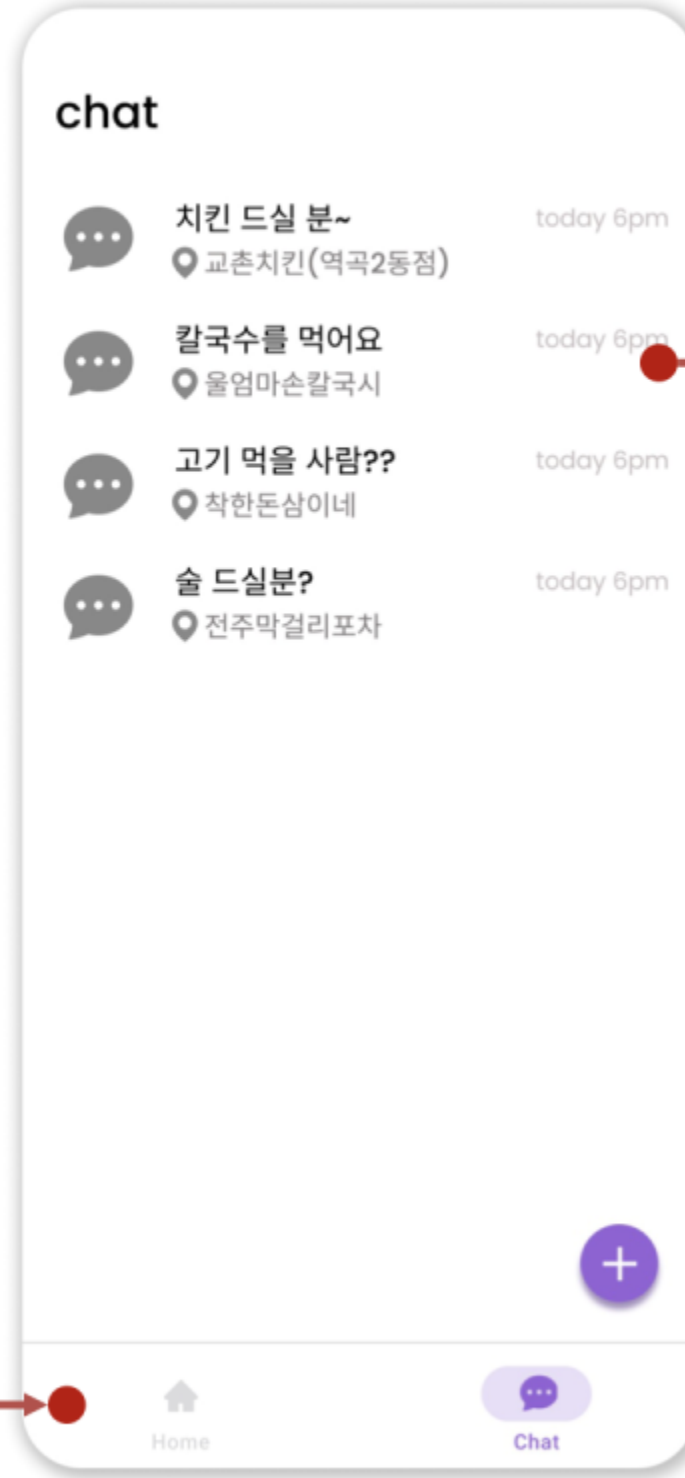 chat
치킨 드실 분~
today 6pm
교촌치킨(역곡2동점)
칼국수를 먹어요
today 6pm
울엄마손칼국시
고기 먹을 사람??
today 6pm
착한돈삼이네
술 드실분?
today 6pm
전주막걸리포차
Home
Chat